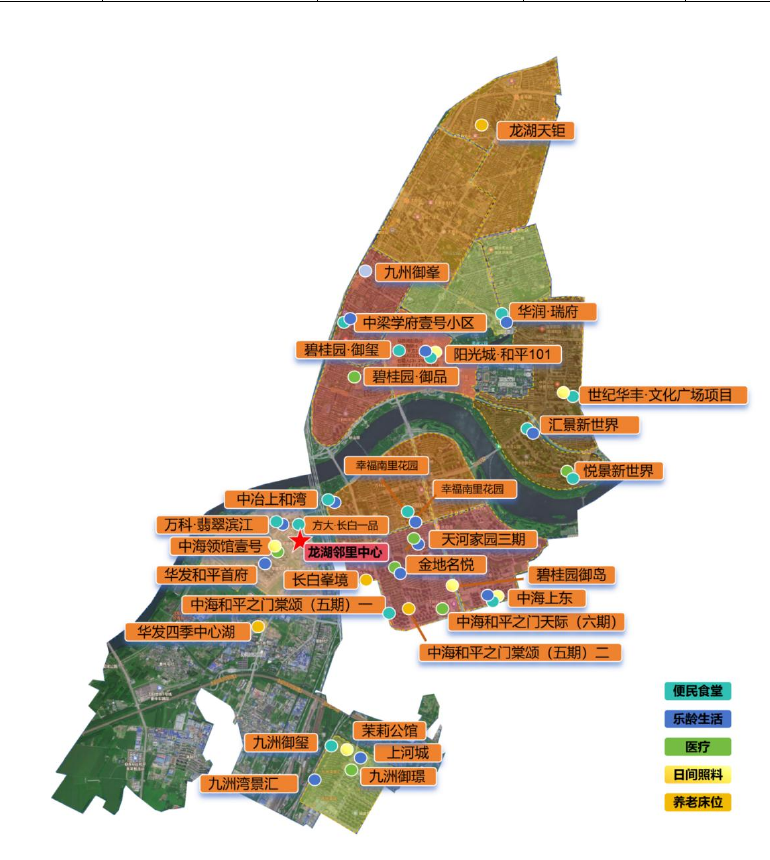 龙湖天钜
九州御峯
华润·瑞府
中梁学府壹号小区
碧桂园·御玺
阳光城·和平101
碧桂园·御品
世纪华丰·文化广场项目
汇景新世界
幸福南里花园
悦景新世界
幸福南里花园
中冶上和湾
万科·翡翠滨江
方大·长白一品
天河家园三期
中海领馆壹号
龙湖邻里中心
金地名悦
华发和平首府
长白峯境
碧桂园御岛
中海上东
中海和平之门棠颂（五期）一
中海和平之门天际（六期）
华发四季中心湖
中海和平之门棠颂（五期）二
便民食堂
乐龄生活
医疗
日间照料
养老床位
茉莉公馆
九洲御玺
上河城
九洲御璟
九洲湾景汇